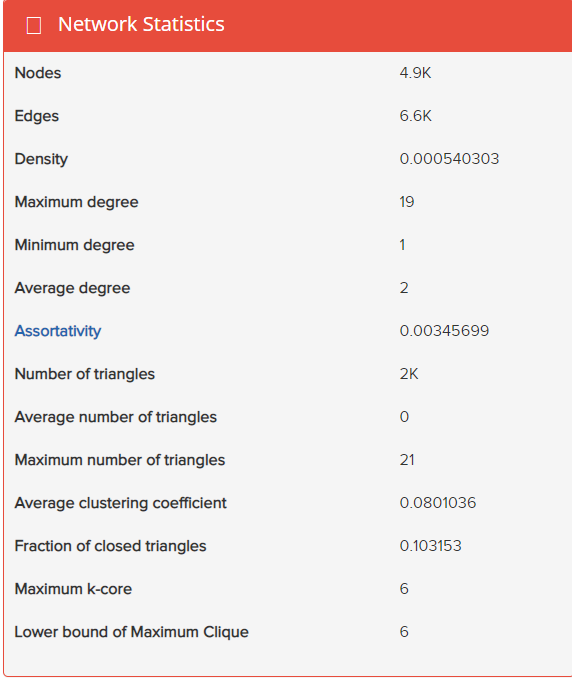 Network Statistics
Nodes 4.9K
Edges 6.6K
Density 0.000540303
Maximum degree 19
Minimum degree 1
Average degree 2
Assortativity 0.00345699
Number of triangles 2K
Average number of triangles 0
Maximum number of triangles 21
Average clustering coefficient 0.0801036
Fraction of closed triangles 0.103153
Maximum k-core 6
Lower bound of Maximum Clique 6